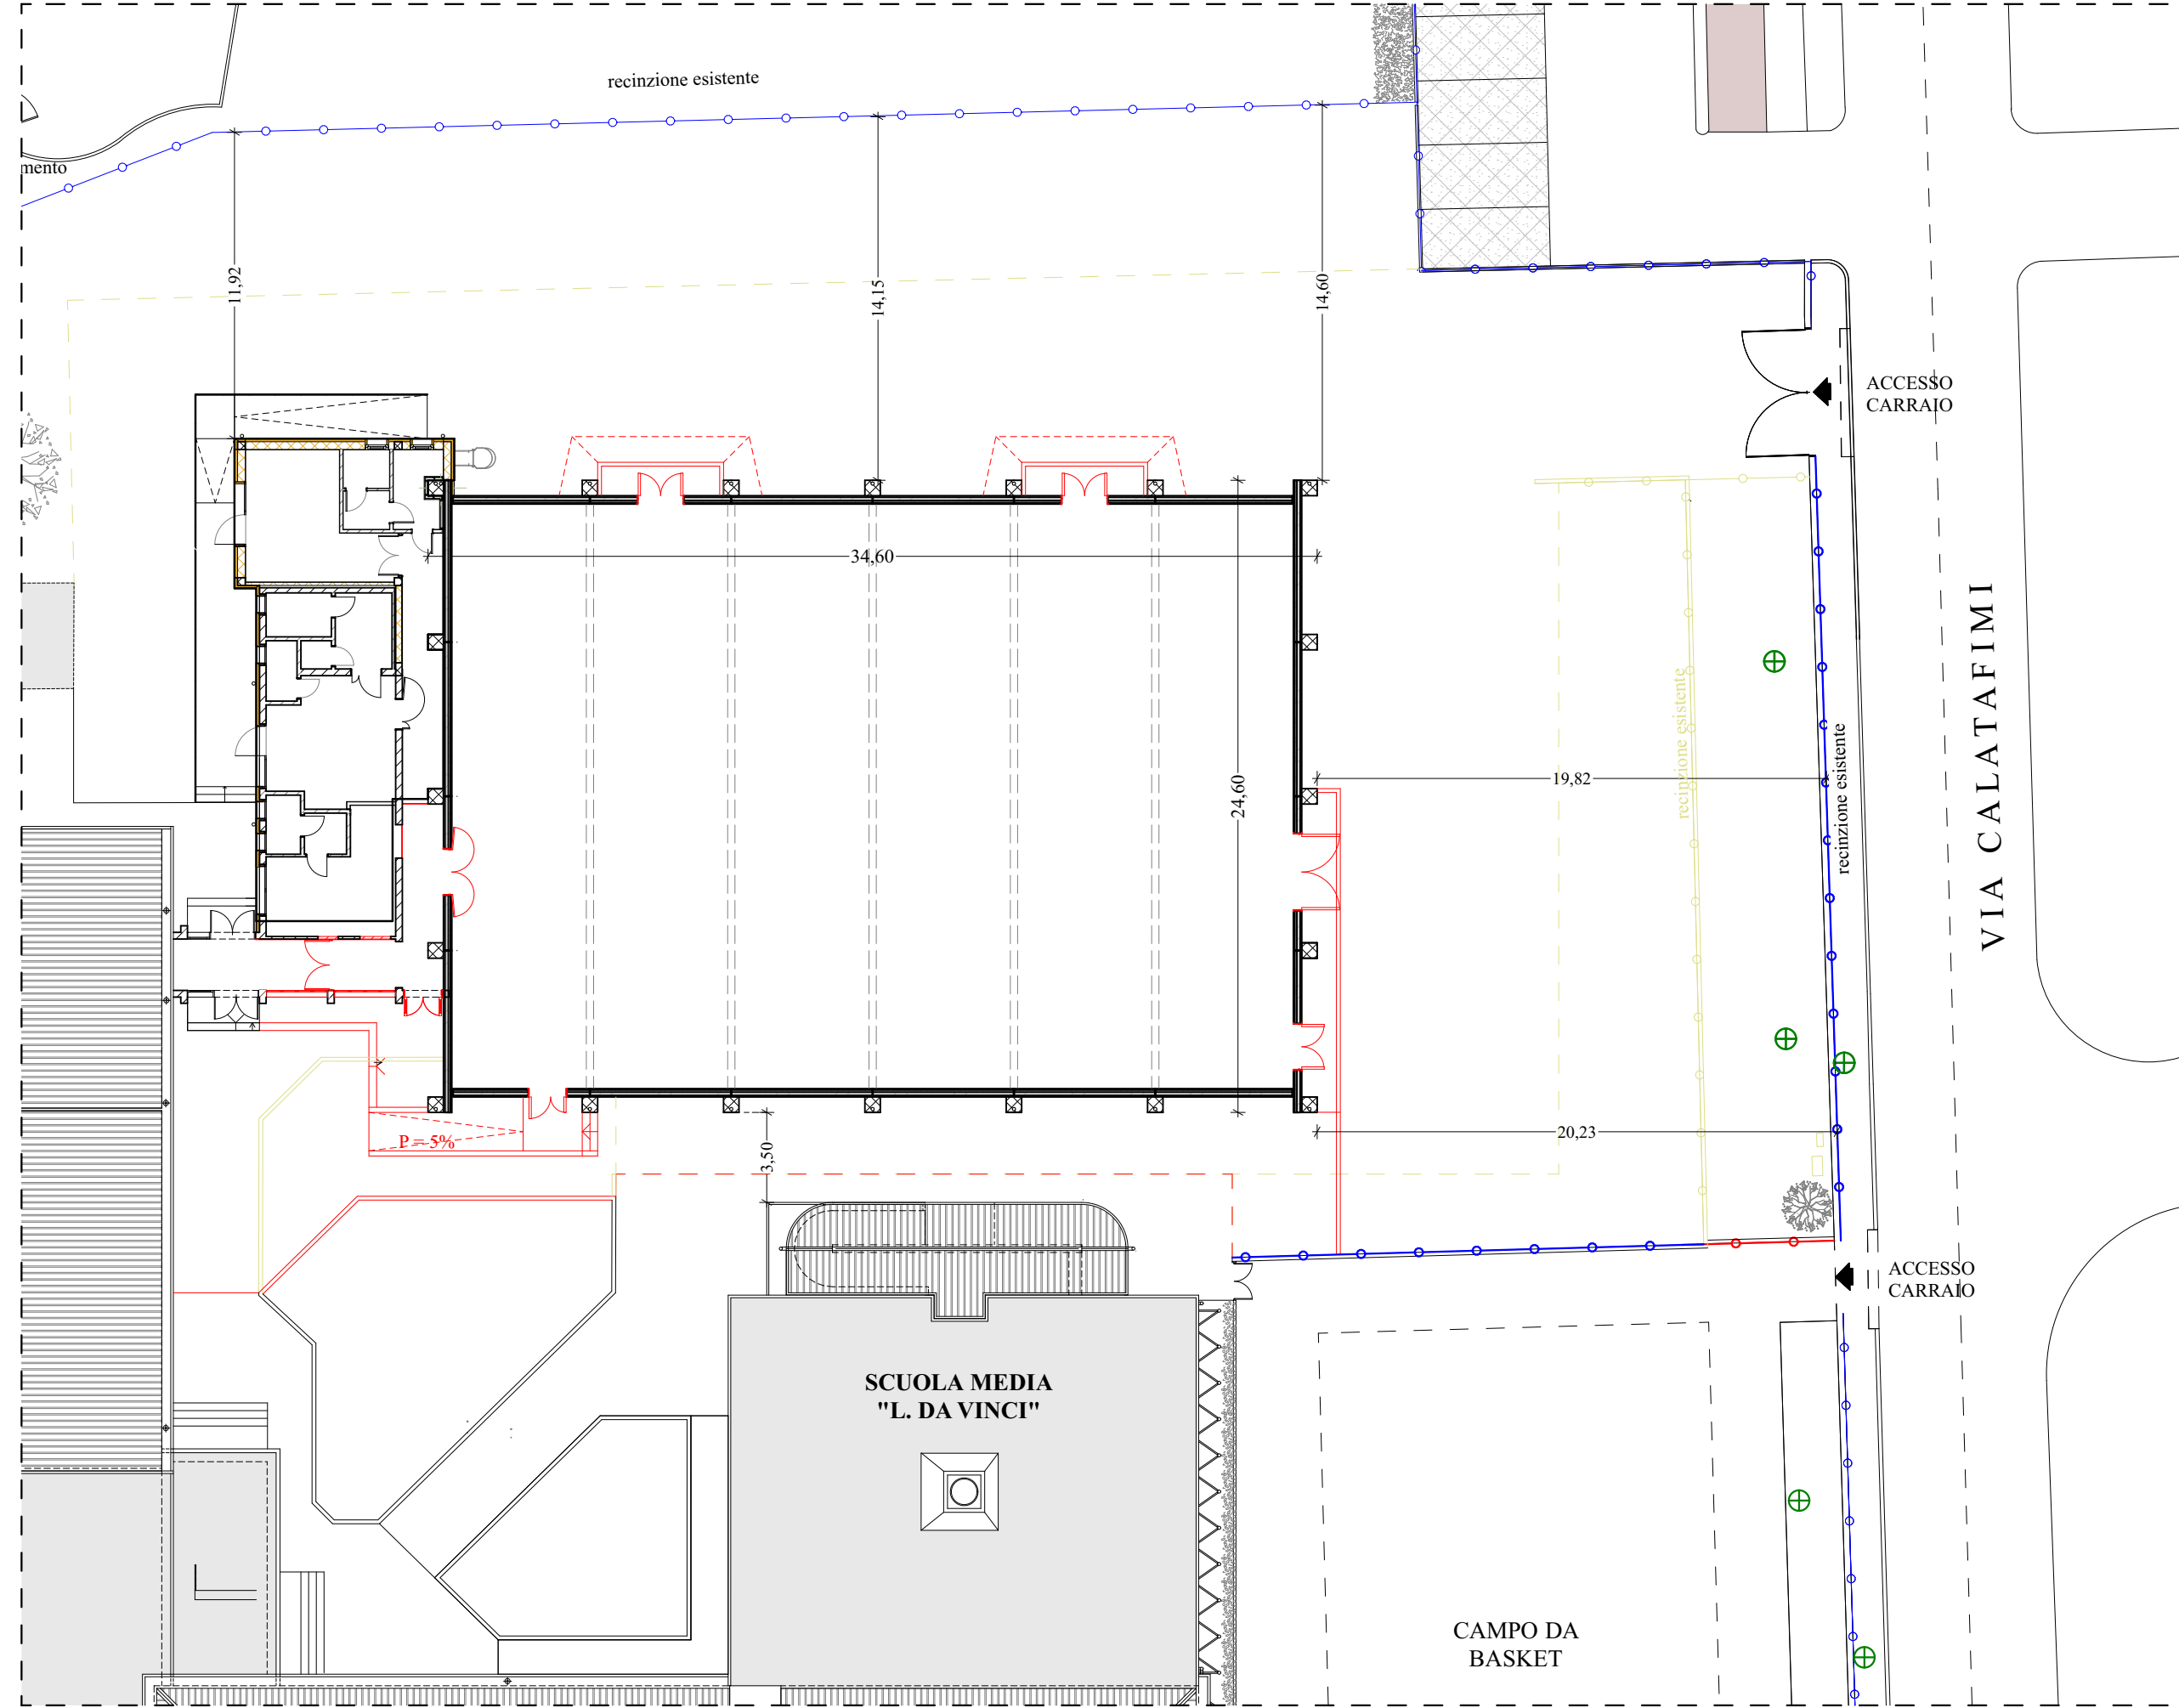 recinzione esistente
mento
11,92
14,15
14,60
ACCESSO
CARRAIO
34,60
VIA CALATAFIMI
recinzione esistente
recinzione esistente
19,82
24,60
P = 5%
3,50
20,23
ACCESSO
CARRAIO
SCUOLA MEDIA
"L. DA VINCI"
CAMPO DA
BASKET